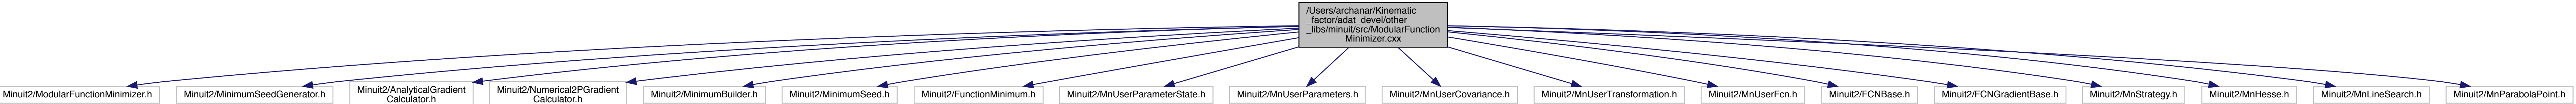 /Users/archanar/Kinematic
_factor/adat_devel/other
_libs/minuit/src/ModularFunction
Minimizer.cxx
Minuit2/ModularFunctionMinimizer.h
Minuit2/MinimumSeedGenerator.h
Minuit2/AnalyticalGradient
Calculator.h
Minuit2/Numerical2PGradient
Calculator.h
Minuit2/MinimumBuilder.h
Minuit2/MinimumSeed.h
Minuit2/FunctionMinimum.h
Minuit2/MnUserParameterState.h
Minuit2/MnUserParameters.h
Minuit2/MnUserCovariance.h
Minuit2/MnUserTransformation.h
Minuit2/MnUserFcn.h
Minuit2/FCNBase.h
Minuit2/FCNGradientBase.h
Minuit2/MnStrategy.h
Minuit2/MnHesse.h
Minuit2/MnLineSearch.h
Minuit2/MnParabolaPoint.h